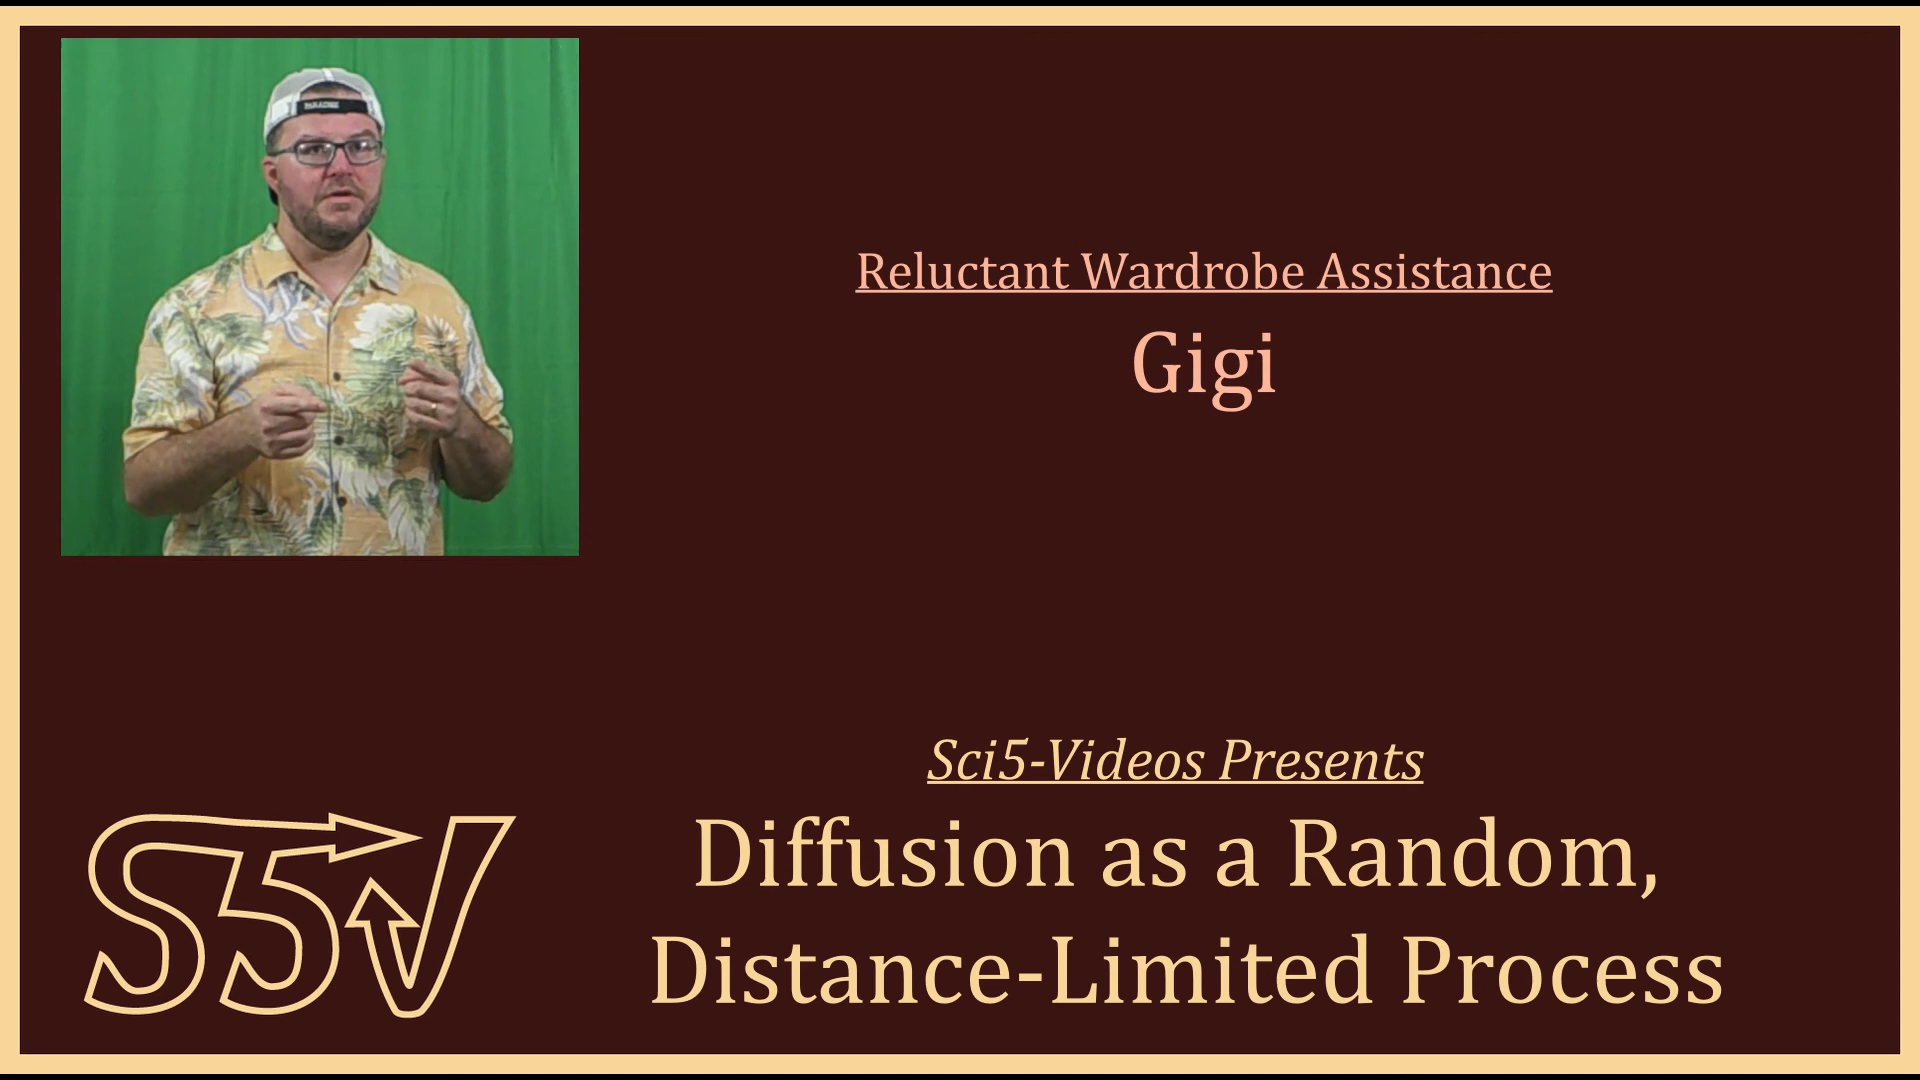 Reluctant Wardrobe Assistance
Gigi
Sci5-Videos Presents
Diffusion as a Random,
Distance-Limited Process
S5V